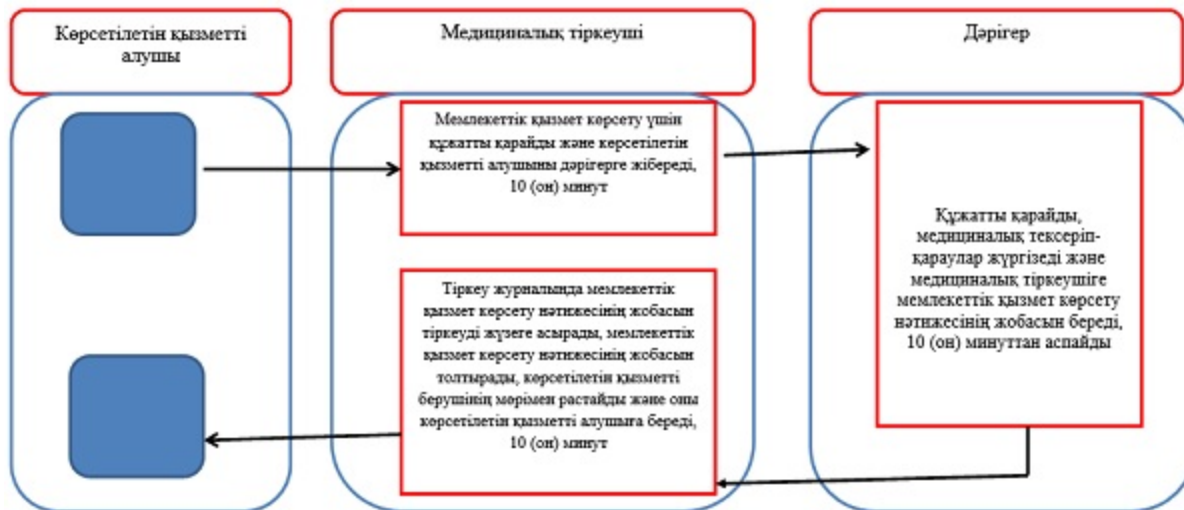 Көрсетілетін қызметті
алушы
Медициналық тіркеуші
Дәрігер
Мемлекеттік қызмет көрсету үшін
құжатты қарайды және көрсетілетін
қызметті алушыны дәрігерге жібереді,
10 (он) минут
Құжатты қарайды,
медициналық тексеріп-
қараулар жүргізеді және
медициналық тіркеушіге
мемлекеттік қызмет көрсету
нәтижесінің жобасын береді,
10 (он) минуттан аспайды
Тіркеу журналында мемлекеттік
қызмет көрсету нәтижесінің жобасын
тіркеуді жүзеге асырады, мемлекеттік
қызмет көрсету нәтижесінің жобасын
толтырады, көрсетілетін қызметті
берушінің мөрімен растайды және оны
көрсетілетін қызметті алушыға береді,
10 (он) минут